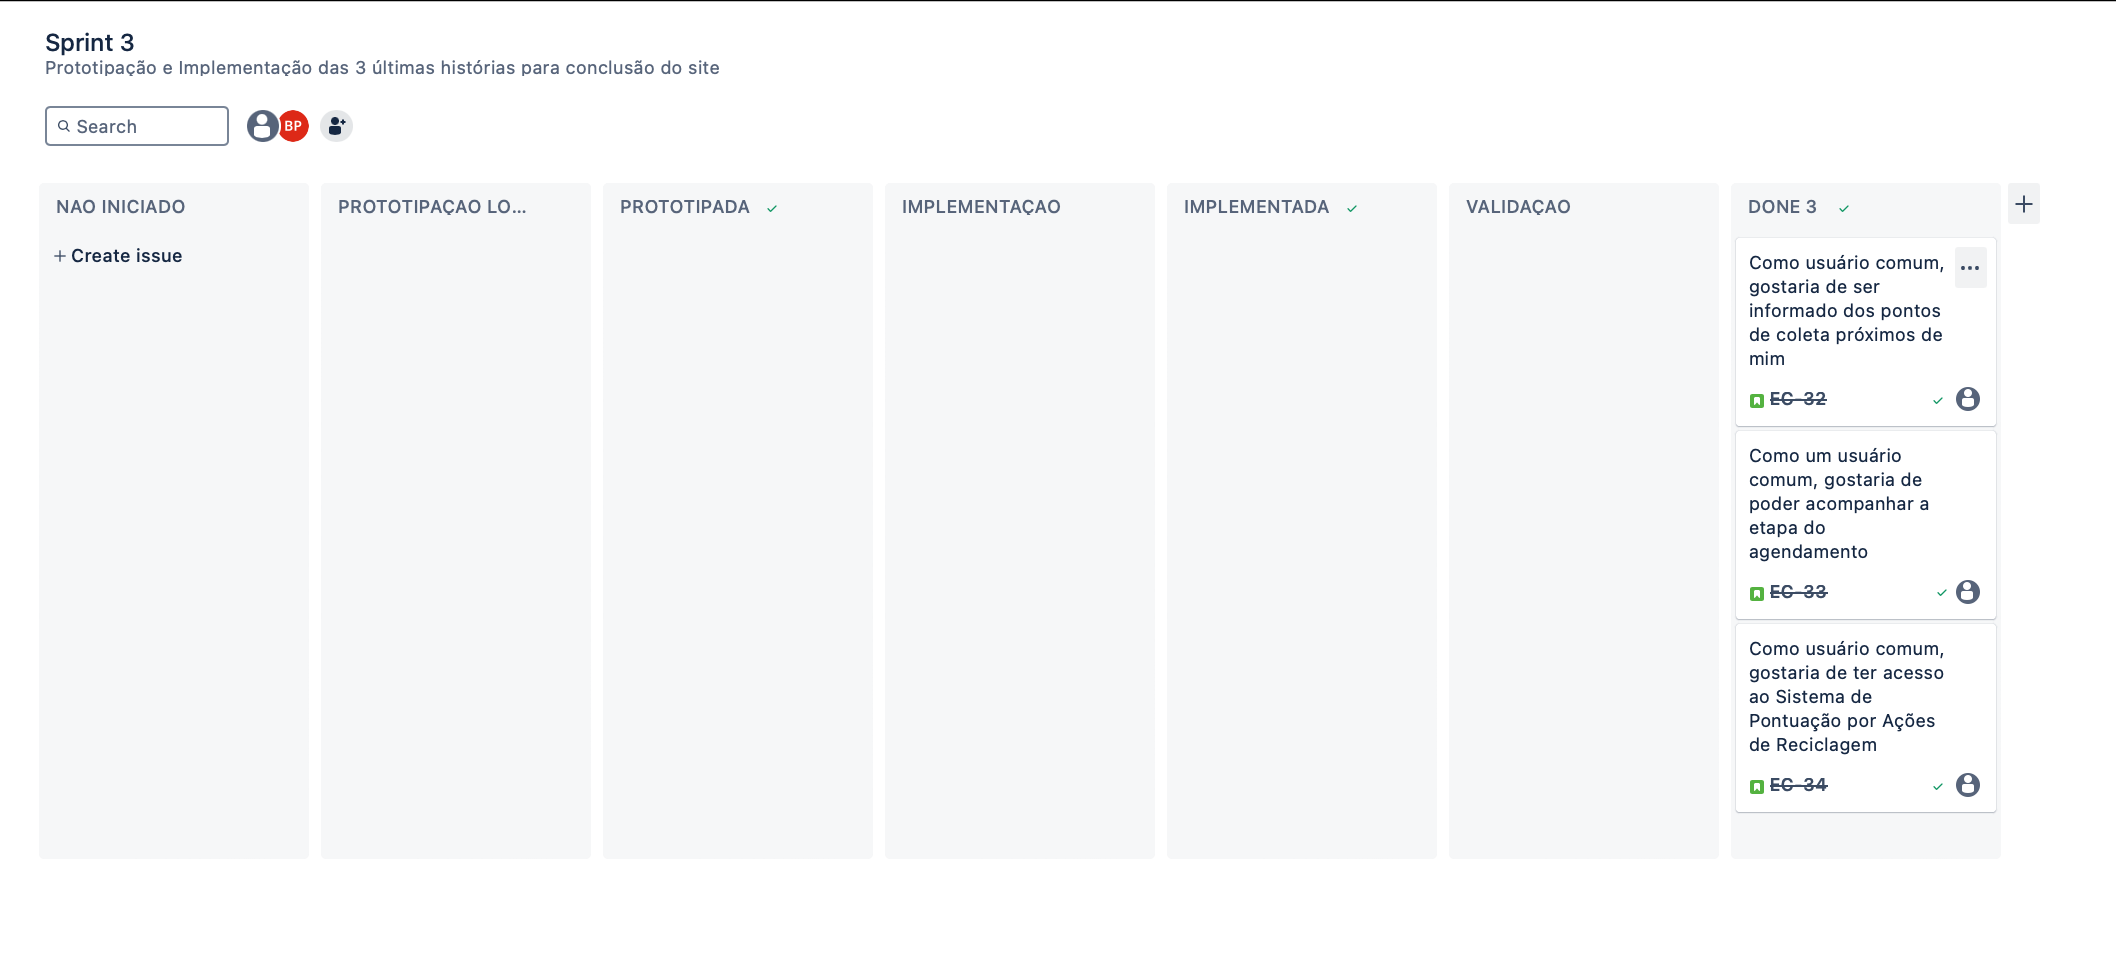 Sprint 3
Prototipação e Implementação das 3 últimas histórias para conclusão do site
Search
BP
NAO INICIADO
PROTOTIPAÇAO LO...
PROTOTIPADA
IMPLEMENTAÇAO
IMPLEMENTADA
VALIDAÇAO
DONE 3
+ Create issue
Como usuário comum,
gostaria de ser
informado dos pontos
de coleta próximos de
mim
EC-32
Como um usuário
comum, gostaria de
poder acompanhar a
etapa do
agendamento
EC-33
Como usuário comum,
gostaria de ter acesso
ao Sistema de
Pontuação por Ações
de Reciclagem
EC-34